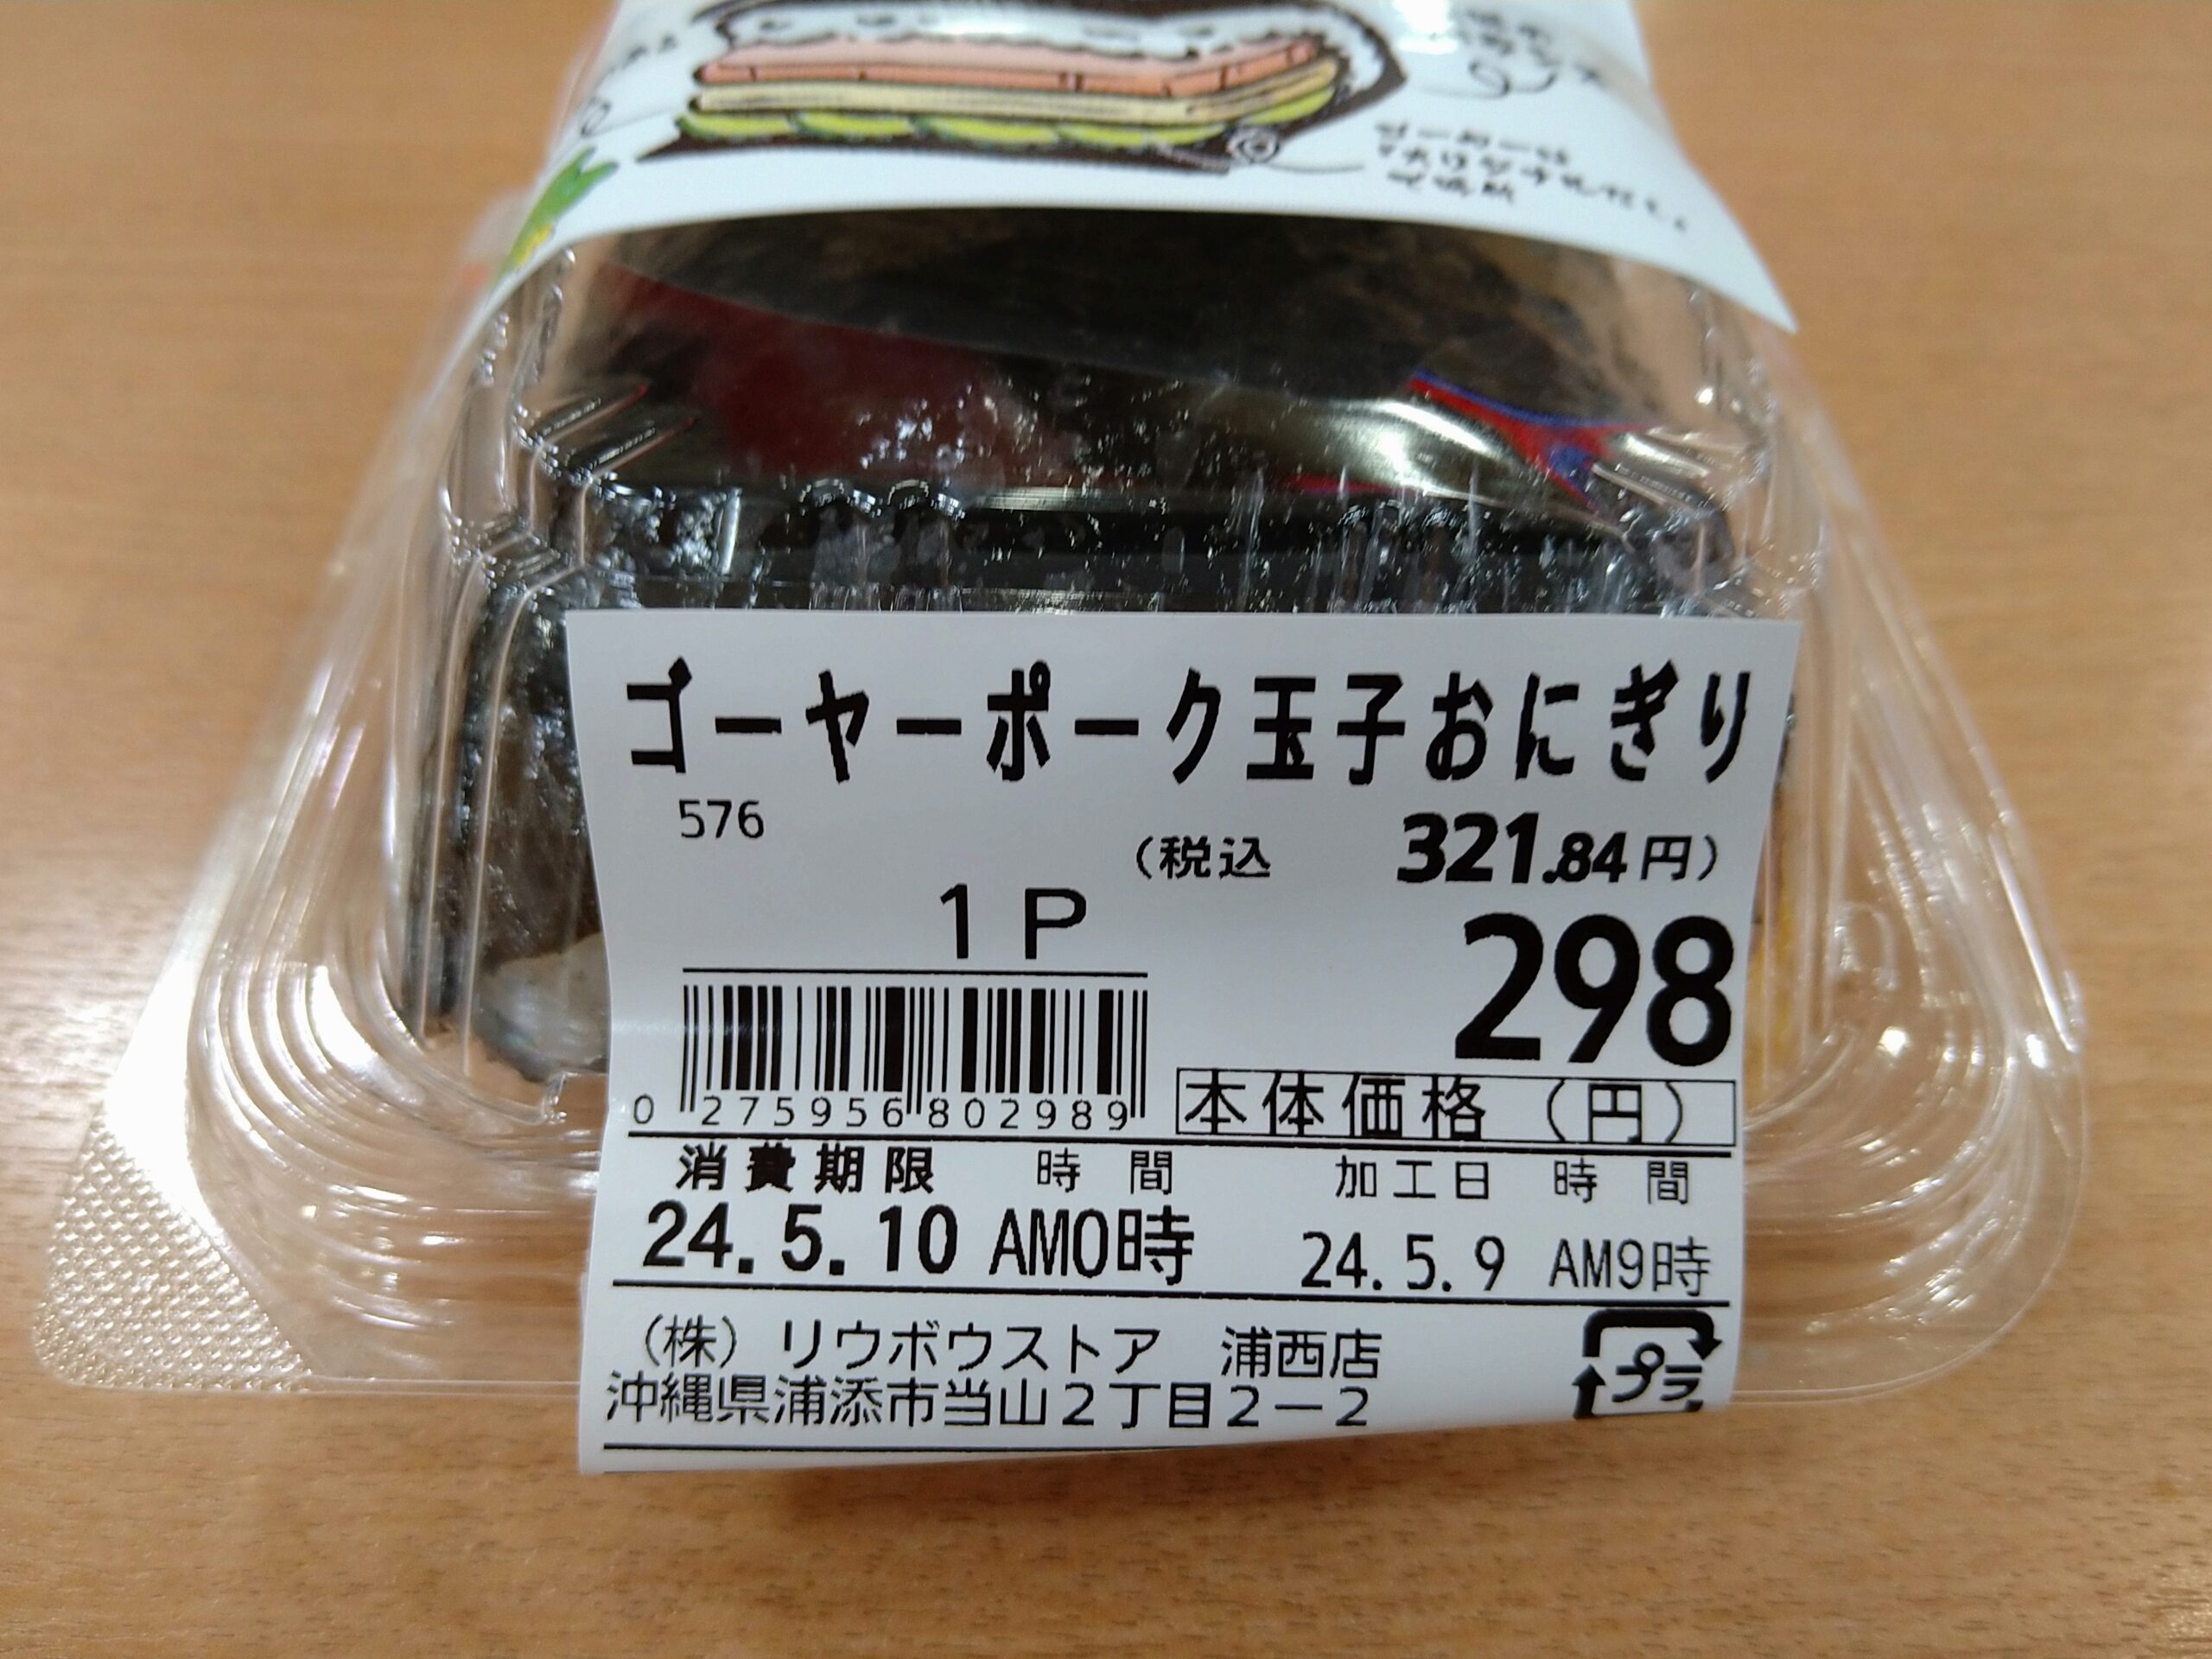 ゴーヤーポーク玉子おにぎり
576
(税込 321.84円)
1P
298
0 275956 802989
本体価格(円)
消費期限 時間 加工日 時間
24.5.10 AM0時 24.5.9 AM9時
(株)リウボウストア 浦西店
沖縄県浦添市当山2丁目2-2
プラ